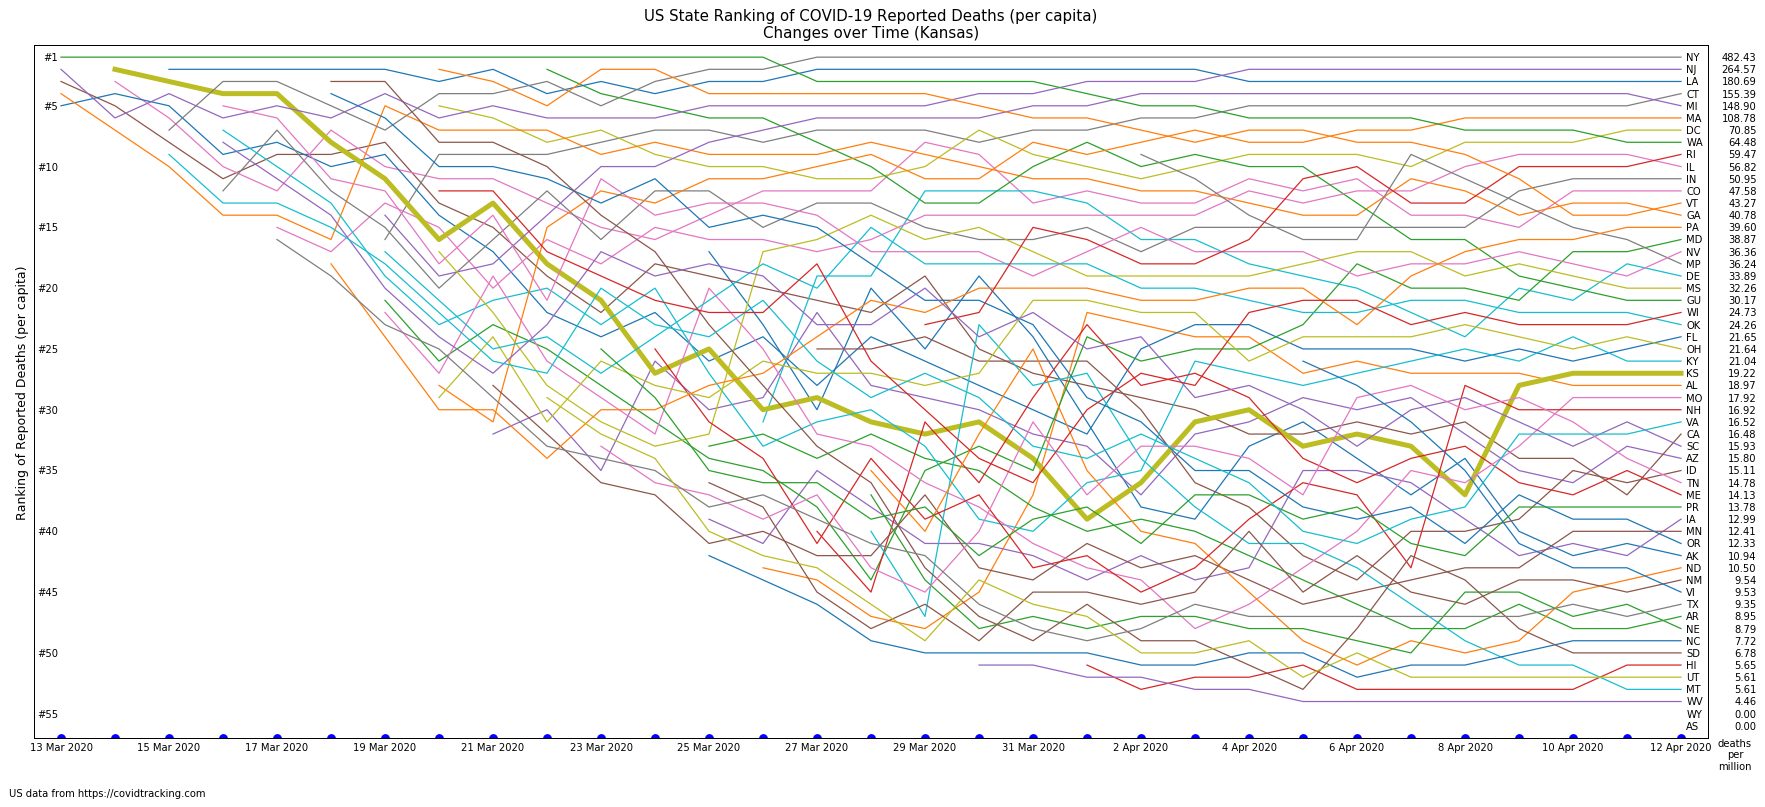 US State Ranking of COVID-19 Reported Deaths (per capita)
Changes over Time (Kansas)
Ranking of Reported Deaths (per capita)
#1
#5
#10
#15
#20
#25
#30
#35
#40
#45
#50
#55
NY 482.43
NJ 264.57
LA 180.69
CT 155.39
MI 148.90
MA 108.78
DC 70.85
WA 64.48
RI 59.47
IL 56.82
IN 50.95
CO 47.58
VT 43.27
GA 40.78
PA 39.60
MD 38.87
NV 36.36
MP 36.24
DE 33.89
MS 32.26
GU 30.17
WI 24.73
OK 24.26
FL 21.65
OH 21.64
KY 21.04
KS 19.22
AL 18.97
MO 17.92
NH 16.92
VA 16.52
CA 16.48
SC 15.93
AZ 15.80
ID 15.11
TN 14.78
ME 14.13
PR 13.78
IA 12.99
MN 12.41
OR 12.33
AK 10.94
ND 10.50
NM 9.54
VI 9.53
TX 9.35
AR 8.95
NE 8.79
NC 7.72
SD 6.78
HI 5.65
UT 5.61
MT 5.61
WV 4.46
WY 0.00
AS 0.00
13 Mar 2020 15 Mar 2020 17 Mar 2020 19 Mar 2020 21 Mar 2020 23 Mar 2020 25 Mar 2020 27 Mar 2020 29 Mar 2020 31 Mar 2020 2 Apr 2020 4 Apr 2020 6 Apr 2020 8 Apr 2020 10 Apr 2020 12 Apr 2020
deaths
per
million
US data from https://covidtracking.com